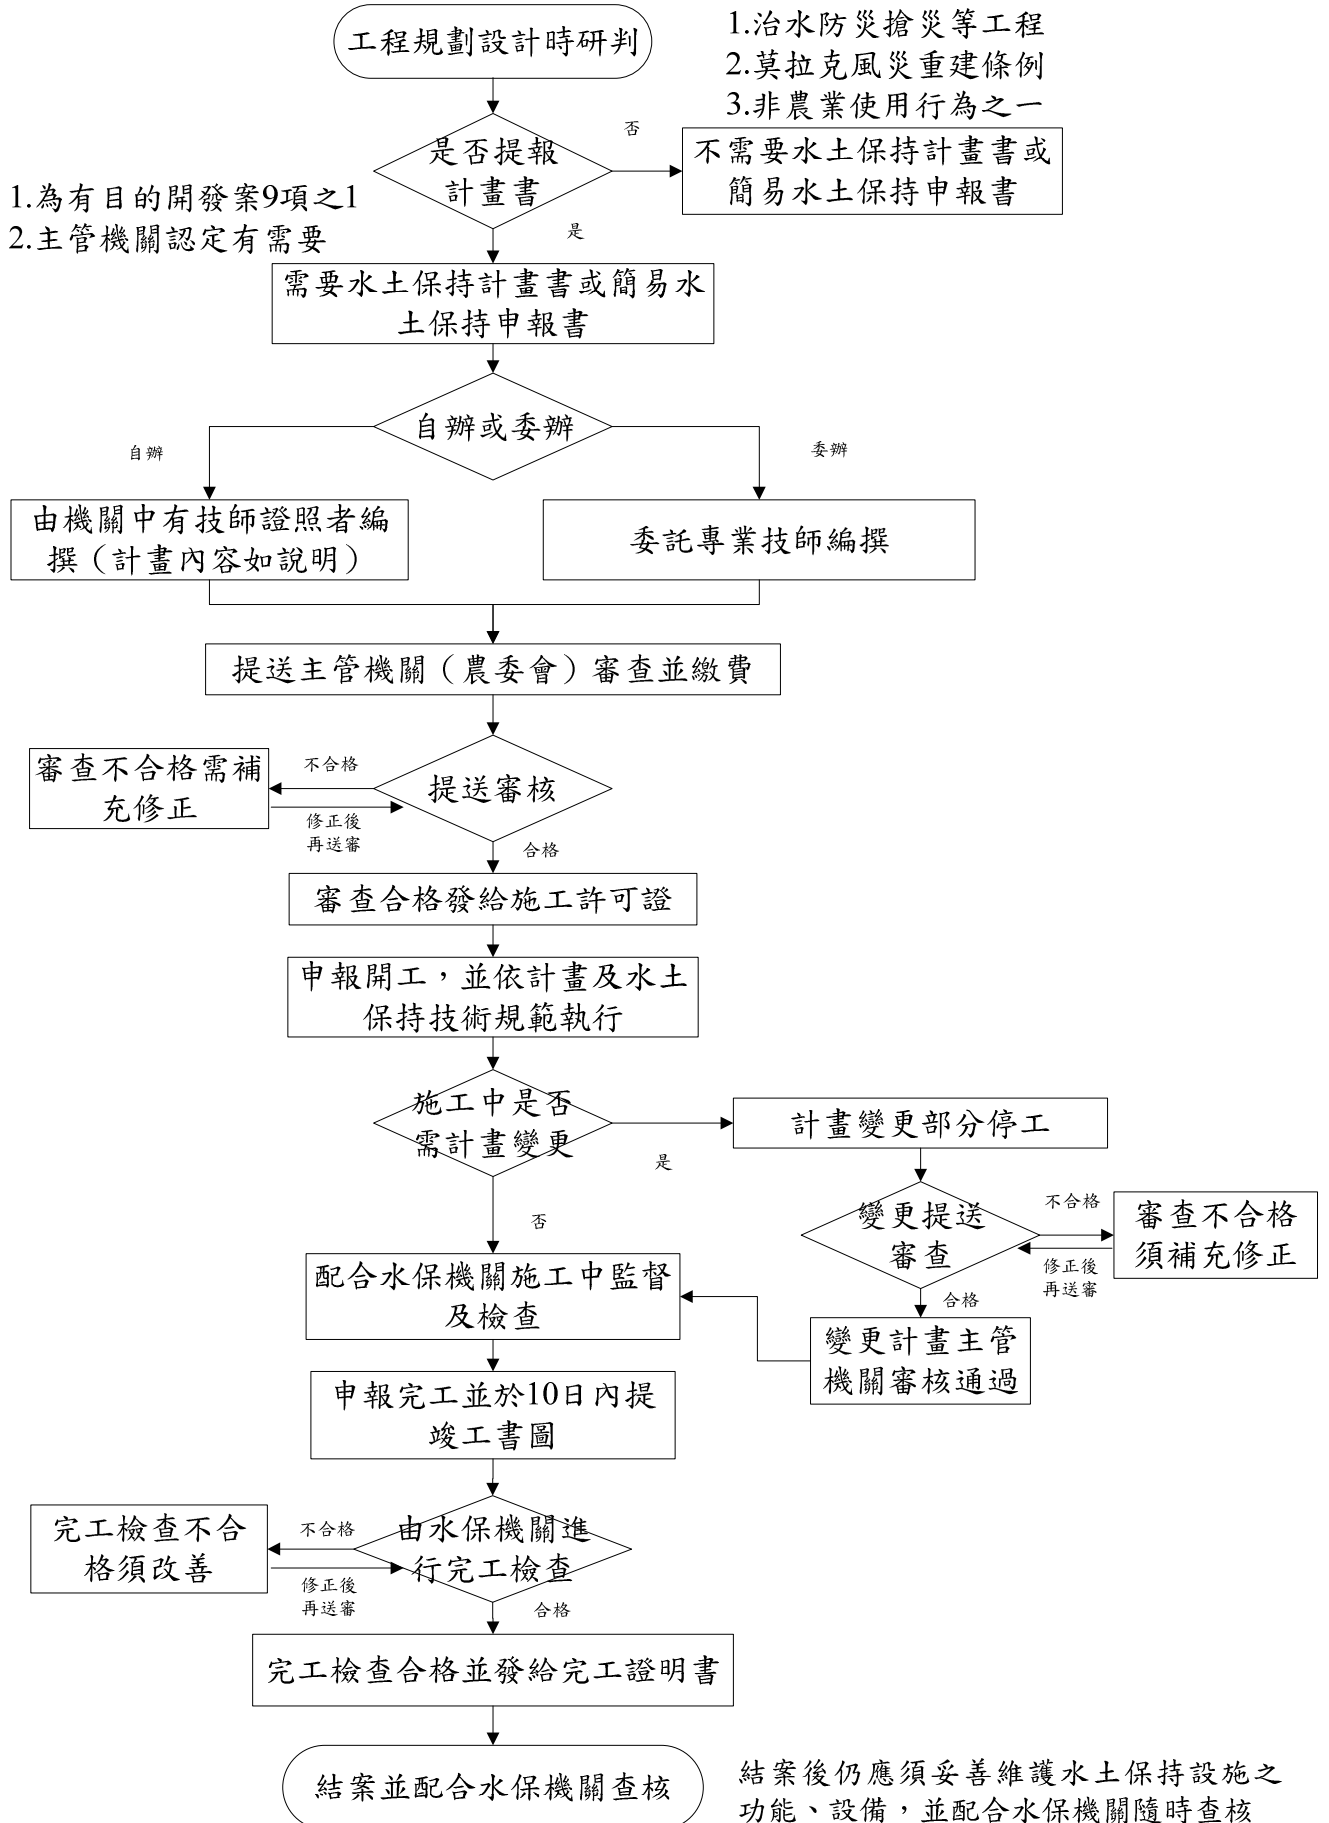 工程規劃設計時研判
1.治水防災搶災等工程
2.莫拉克風災重建條例
3.非農業使用行為之一
是否提報
計畫書
否
不需要水土保持計畫書或
簡易水土保持申報書
1.為有目的開發案9項之1
2.主管機關認定有需要
是
需要水土保持計畫書或簡易水
土保持申報書
自辦或委辦
自辦
委辦
由機關中有技師證照者編
撰（計畫內容如說明）
委託專業技師編撰
提送主管機關（農委會）審查並繳費
審查不合格需補
充修正
不合格
修正後
再送審
提送審核
合格
審查合格發給施工許可證
申報開工，並依計畫及水土
保持技術規範執行
施工中是否
需計畫變更
是
計畫變更部分停工
否
變更提送
審查
不合格
修正後
再送審
審查不合格
須補充修正
合格
配合水保機關施工中監督
及檢查
變更計畫主管
機關審核通過
申報完工並於10日內提
竣工書圖
完工檢查不合
格須改善
不合格
修正後
再送審
由水保機關進
行完工檢查
合格
完工檢查合格並發給完工證明書
結案並配合水保機關查核
結案後仍應須妥善維護水土保持設施之
功能、設備，並配合水保機關隨時查核